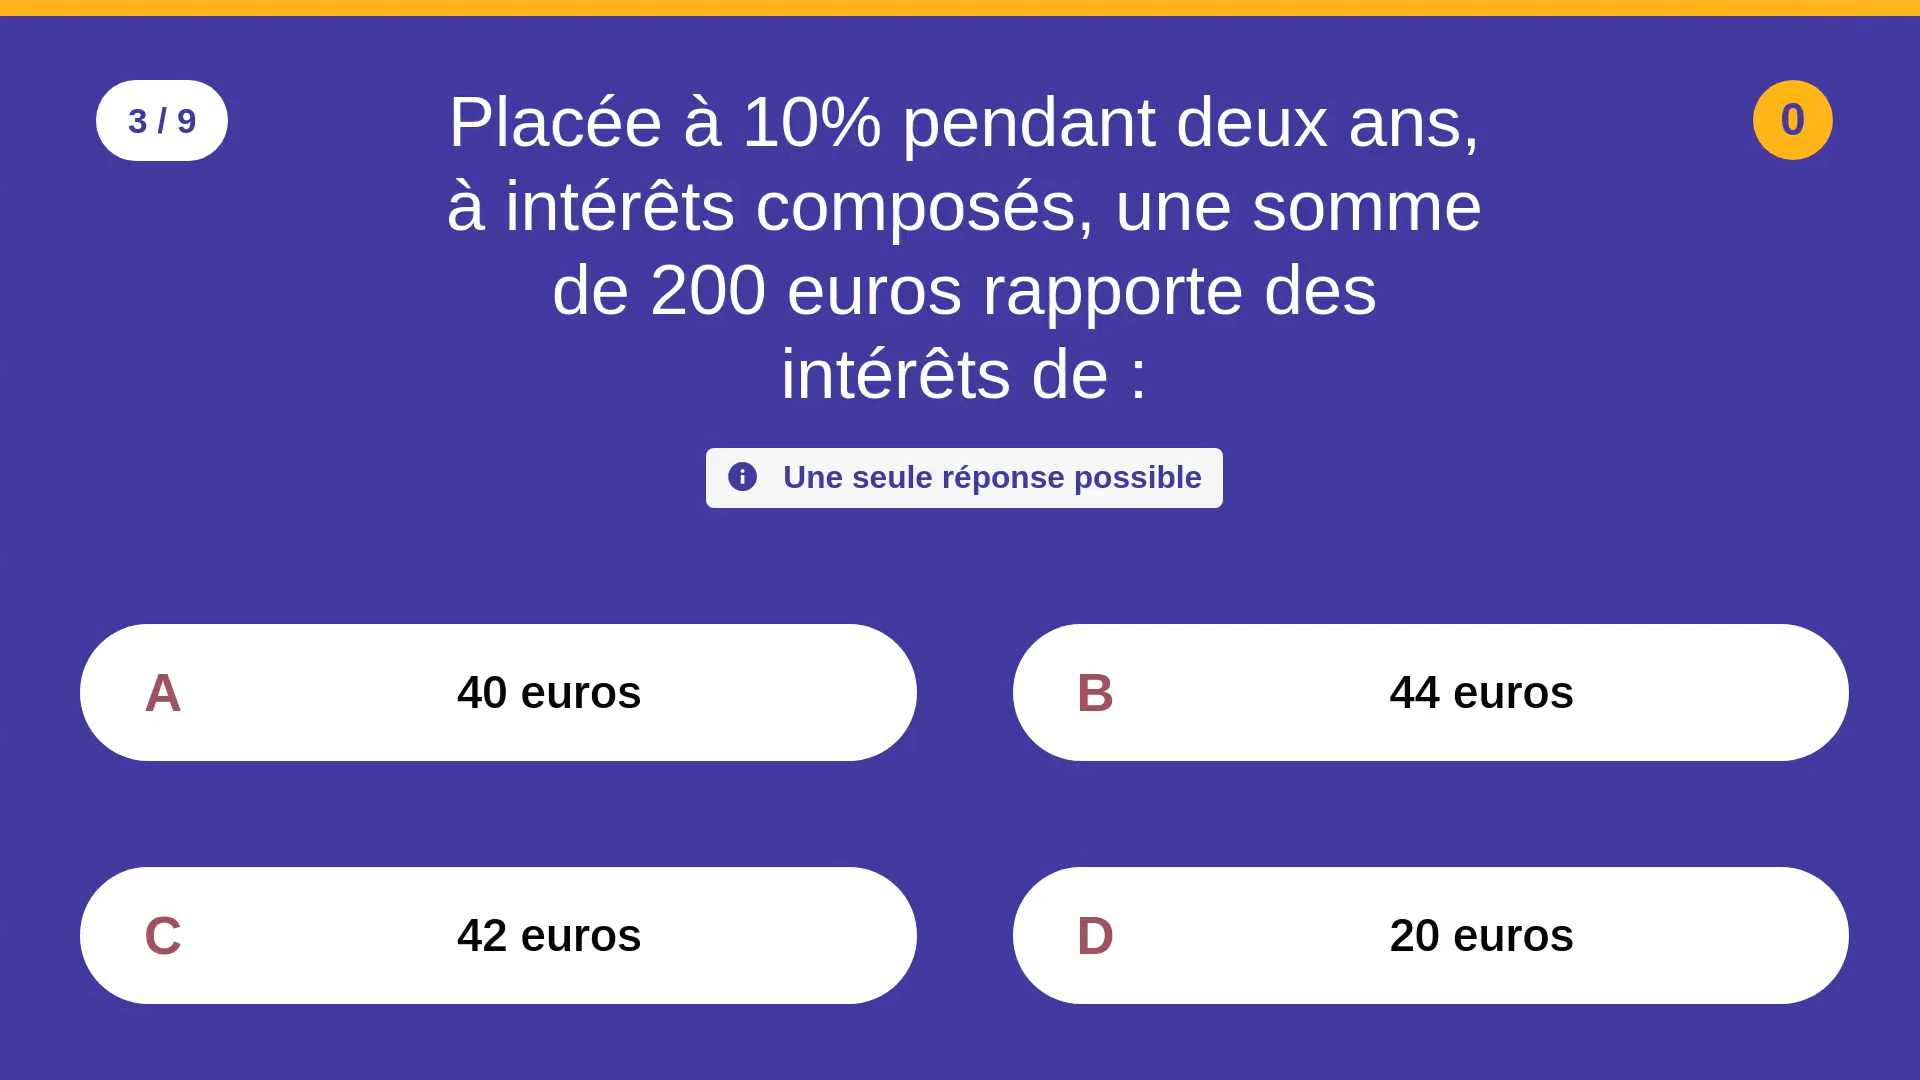 3 / 9
Placée à 10% pendant deux ans,
à intérêts composés, une somme
de 200 euros rapporte des
intérêts de :
0
Une seule réponse possible
A 40 euros
B 44 euros
C 42 euros
D 20 euros